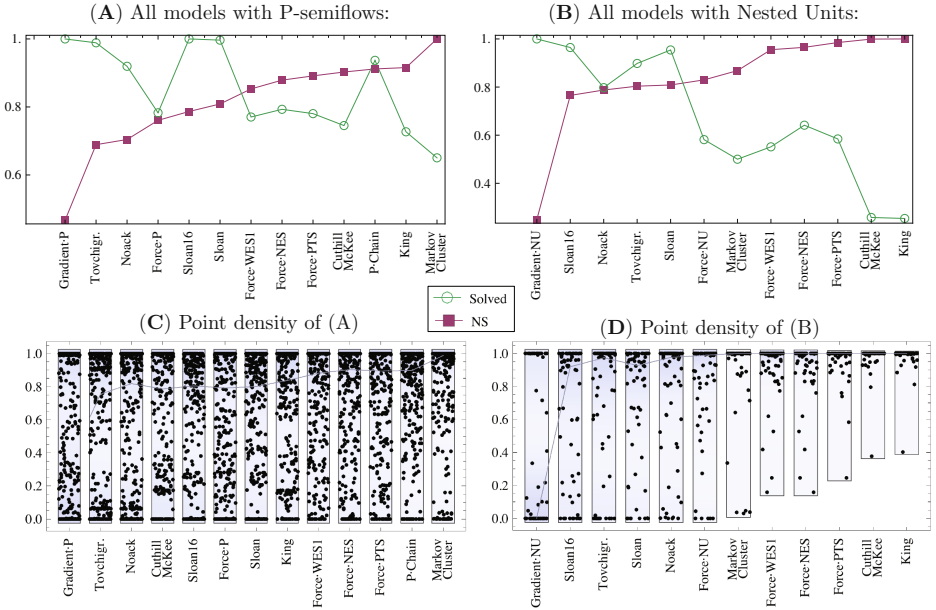 (A) All models with P-semiflows:
1.
0.8
0.6
Gradient·P
Tovchigr.
Noack
Force·P
Sloan16
Sloan
Force·WES1
Force·NES
Force·PTS
Cuthill
McKee
P·Chain
King
Markov
Cluster
(B) All models with Nested Units:
1.
0.8
0.6
0.4
Gradient·NU
Sloan16
Noack
Tovchigr.
Sloan
Force·NU
Markov
Cluster
Force·WES1
Force·NES
Force·PTS
Cuthill
McKee
King
Solved
NS
(C) Point density of (A)
1.0
0.8
0.6
0.4
0.2
0.0
Gradient·P
Tovchigr.
Noack
Cuthill
McKee
Sloan16
Force·P
Sloan
King
Force·WES1
Force·NES
Force·PTS
P·Chain
Markov
Cluster
(D) Point density of (B)
1.0
0.8
0.6
0.4
0.2
0.0
Gradient·NU
Sloan16
Tovchigr.
Sloan
Noack
Force·NU
Markov
Cluster
Force·WES1
Force·NES
Force·PTS
Cuthill
McKee
King